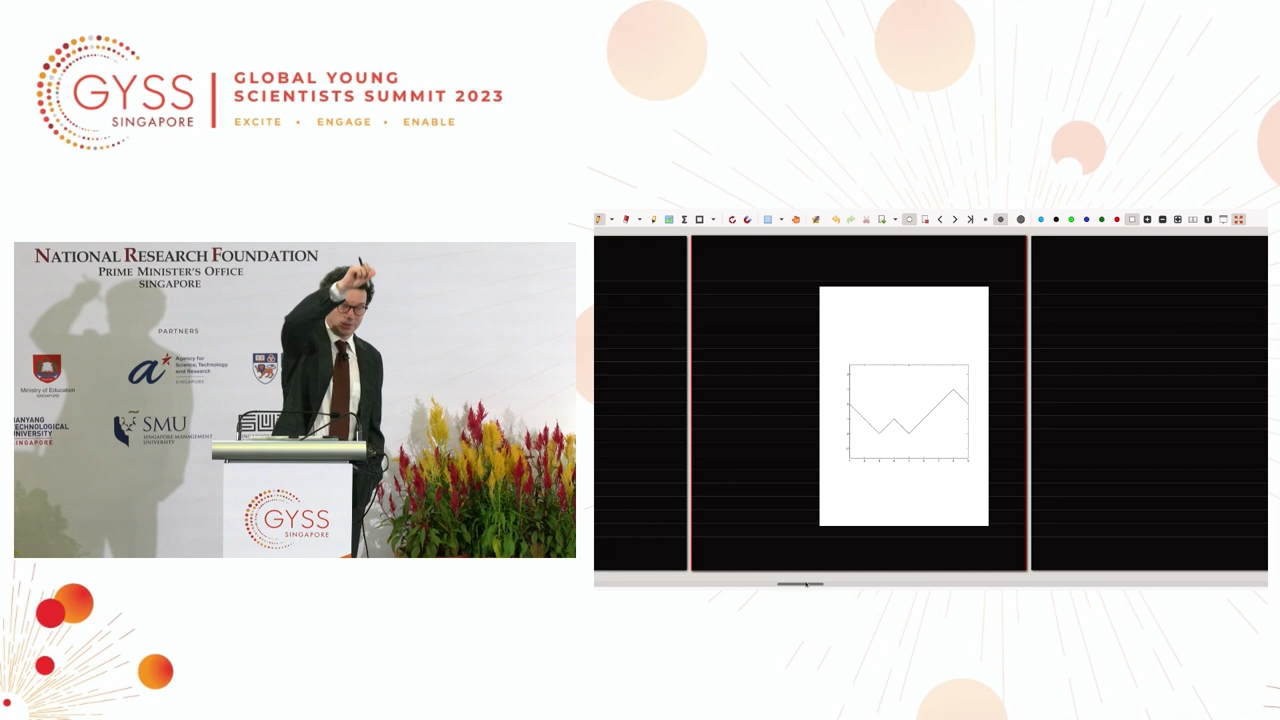 GYSS
SINGAPORE
GLOBAL YOUNG
SCIENTISTS SUMMIT 2023
EXCITE • ENGAGE • ENABLE
NATIONAL RESEARCH FOUNDATION
PRIME MINISTER'S OFFICE
SINGAPORE
PARTNERS
Ministry of Education
SINGAPORE
Agency for
Science, Technology
and Research
SINGAPORE
NANYANG
TECHNOLOGICAL
UNIVERSITY
SINGAPORE
SMU
SINGAPORE MANAGEMENT
UNIVERSITY
GYSS
SINGAPORE